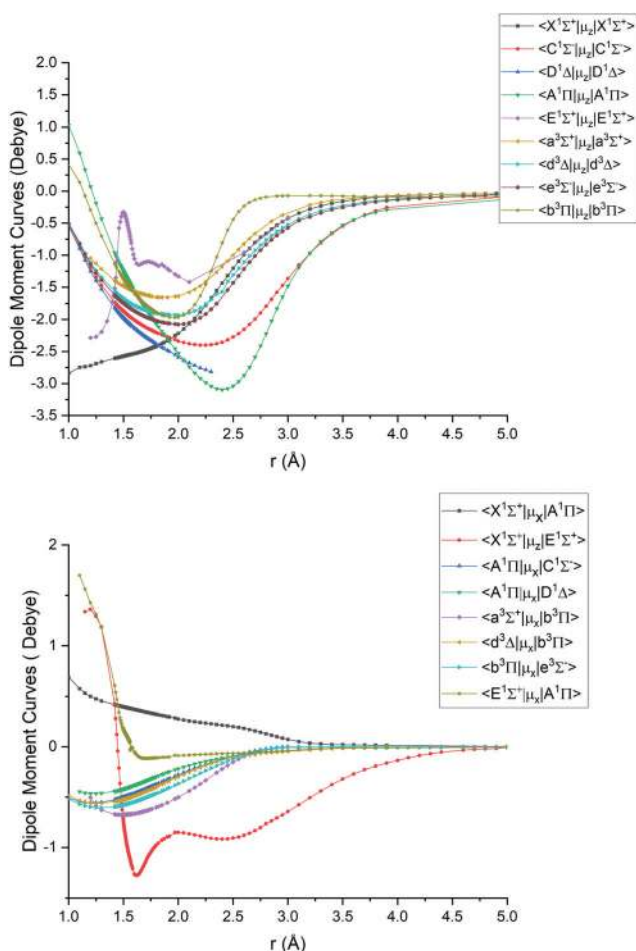 <X¹Σ⁺|μz|X¹Σ⁺>
<C¹Σ⁻|μz|C¹Σ⁻>
<D¹Δ|μz|D¹Δ>
<A¹Π|μz|A¹Π>
<E¹Σ⁺|μz|E¹Σ⁺>
<a³Σ⁺|μz|a³Σ⁺>
<d³Δ|μz|d³Δ>
<e³Σ⁻|μz|e³Σ⁻>
<b³Π|μz|b³Π>
Dipole Moment Curves (Debye)
2.0
1.5
1.0
0.5
0.0
-0.5
-1.0
-1.5
-2.0
-2.5
-3.0
-3.5
1.0 1.5 2.0 2.5 3.0 3.5 4.0 4.5 5.0
r (Å)
<X¹Σ⁺|μx|A¹Π>
<X¹Σ⁺|μz|E¹Σ⁺>
<A¹Π|μx|C¹Σ⁻>
<A¹Π|μx|D¹Δ>
<a³Σ⁺|μx|b³Π>
<d³Δ|μx|b³Π>
<b³Π|μx|e³Σ⁻>
<E¹Σ⁺|μx|A¹Π>
Dipole Moment Curves ( Debye)
2
1
0
-1
1.0 1.5 2.0 2.5 3.0 3.5 4.0 4.5 5.0
r (Å)